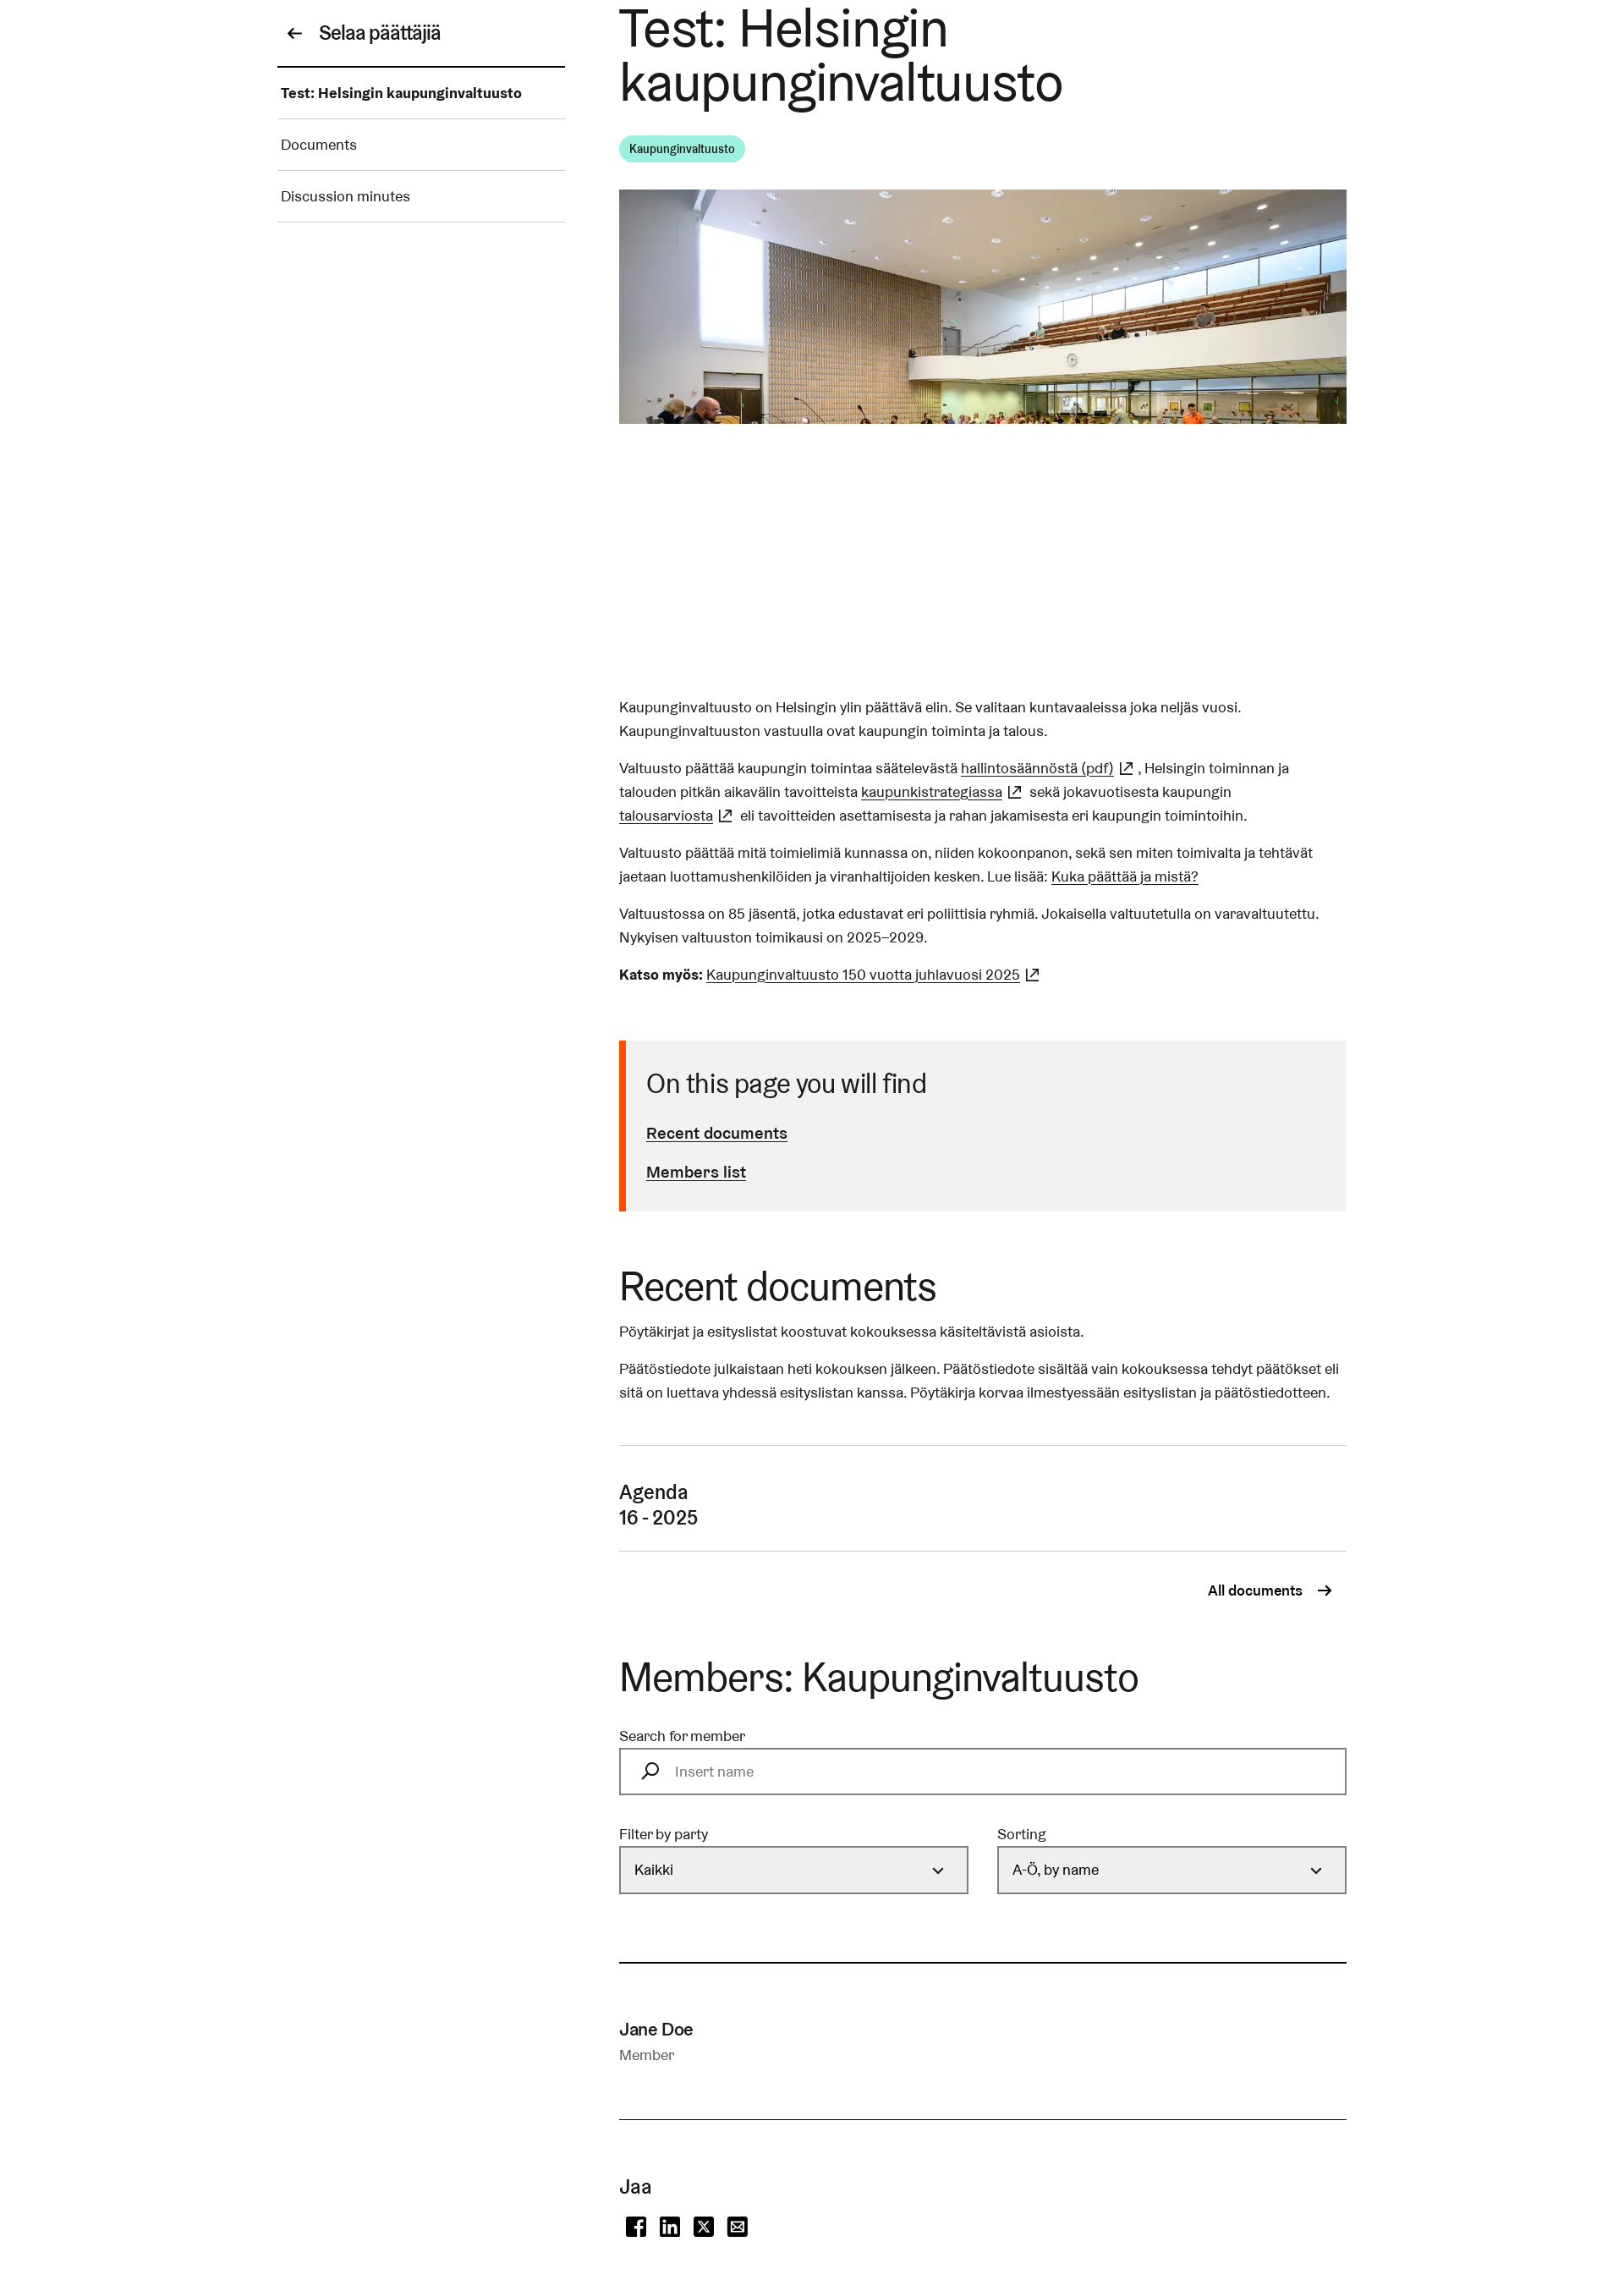 Selaa päättäjiä
Test: Helsingin kaupunginvaltuusto
Documents
Discussion minutes
Test: Helsingin
kaupunginvaltuusto
Kaupunginvaltuusto
Kaupunginvaltuusto on Helsingin ylin päättävä elin. Se valitaan kuntavaaleissa joka neljäs vuosi.
Kaupunginvaltuuston vastuulla ovat kaupungin toiminta ja talous.
Valtuusto päättää kaupungin toimintaa säätelevästä hallintosäännöstä (pdf) , Helsingin toiminnan ja
talouden pitkän aikavälin tavoitteista kaupunkistrategiassa sekä jokavuotisesta kaupungin
talousarviosta eli tavoitteiden asettamisesta ja rahan jakamisesta eri kaupungin toimintoihin.
Valtuusto päättää mitä toimielimiä kunnassa on, niiden kokoonpanon, sekä sen miten toimivalta ja tehtävät
jaetaan luottamushenkilöiden ja viranhaltijoiden kesken. Lue lisää: Kuka päättää ja mistä?
Valtuustossa on 85 jäsentä, jotka edustavat eri poliittisia ryhmiä. Jokaisella valtuutetulla on varavaltuutettu.
Nykyisen valtuuston toimikausi on 2025–2029.
Katso myös: Kaupunginvaltuusto 150 vuotta juhlavuosi 2025
On this page you will find
Recent documents
Members list
Recent documents
Pöytäkirjat ja esityslistat koostuvat kokouksessa käsiteltävistä asioista.
Päätöstiedote julkaistaan heti kokouksen jälkeen. Päätöstiedote sisältää vain kokouksessa tehdyt päätökset eli
sitä on luettava yhdessä esityslistan kanssa. Pöytäkirja korvaa ilmestyessään esityslistan ja päätöstiedotteen.
Agenda
16 - 2025
All documents
Members: Kaupunginvaltuusto
Search for member
Insert name
Filter by party
Sorting
Kaikki
A-Ö, by name
Jane Doe
Member
Jaa